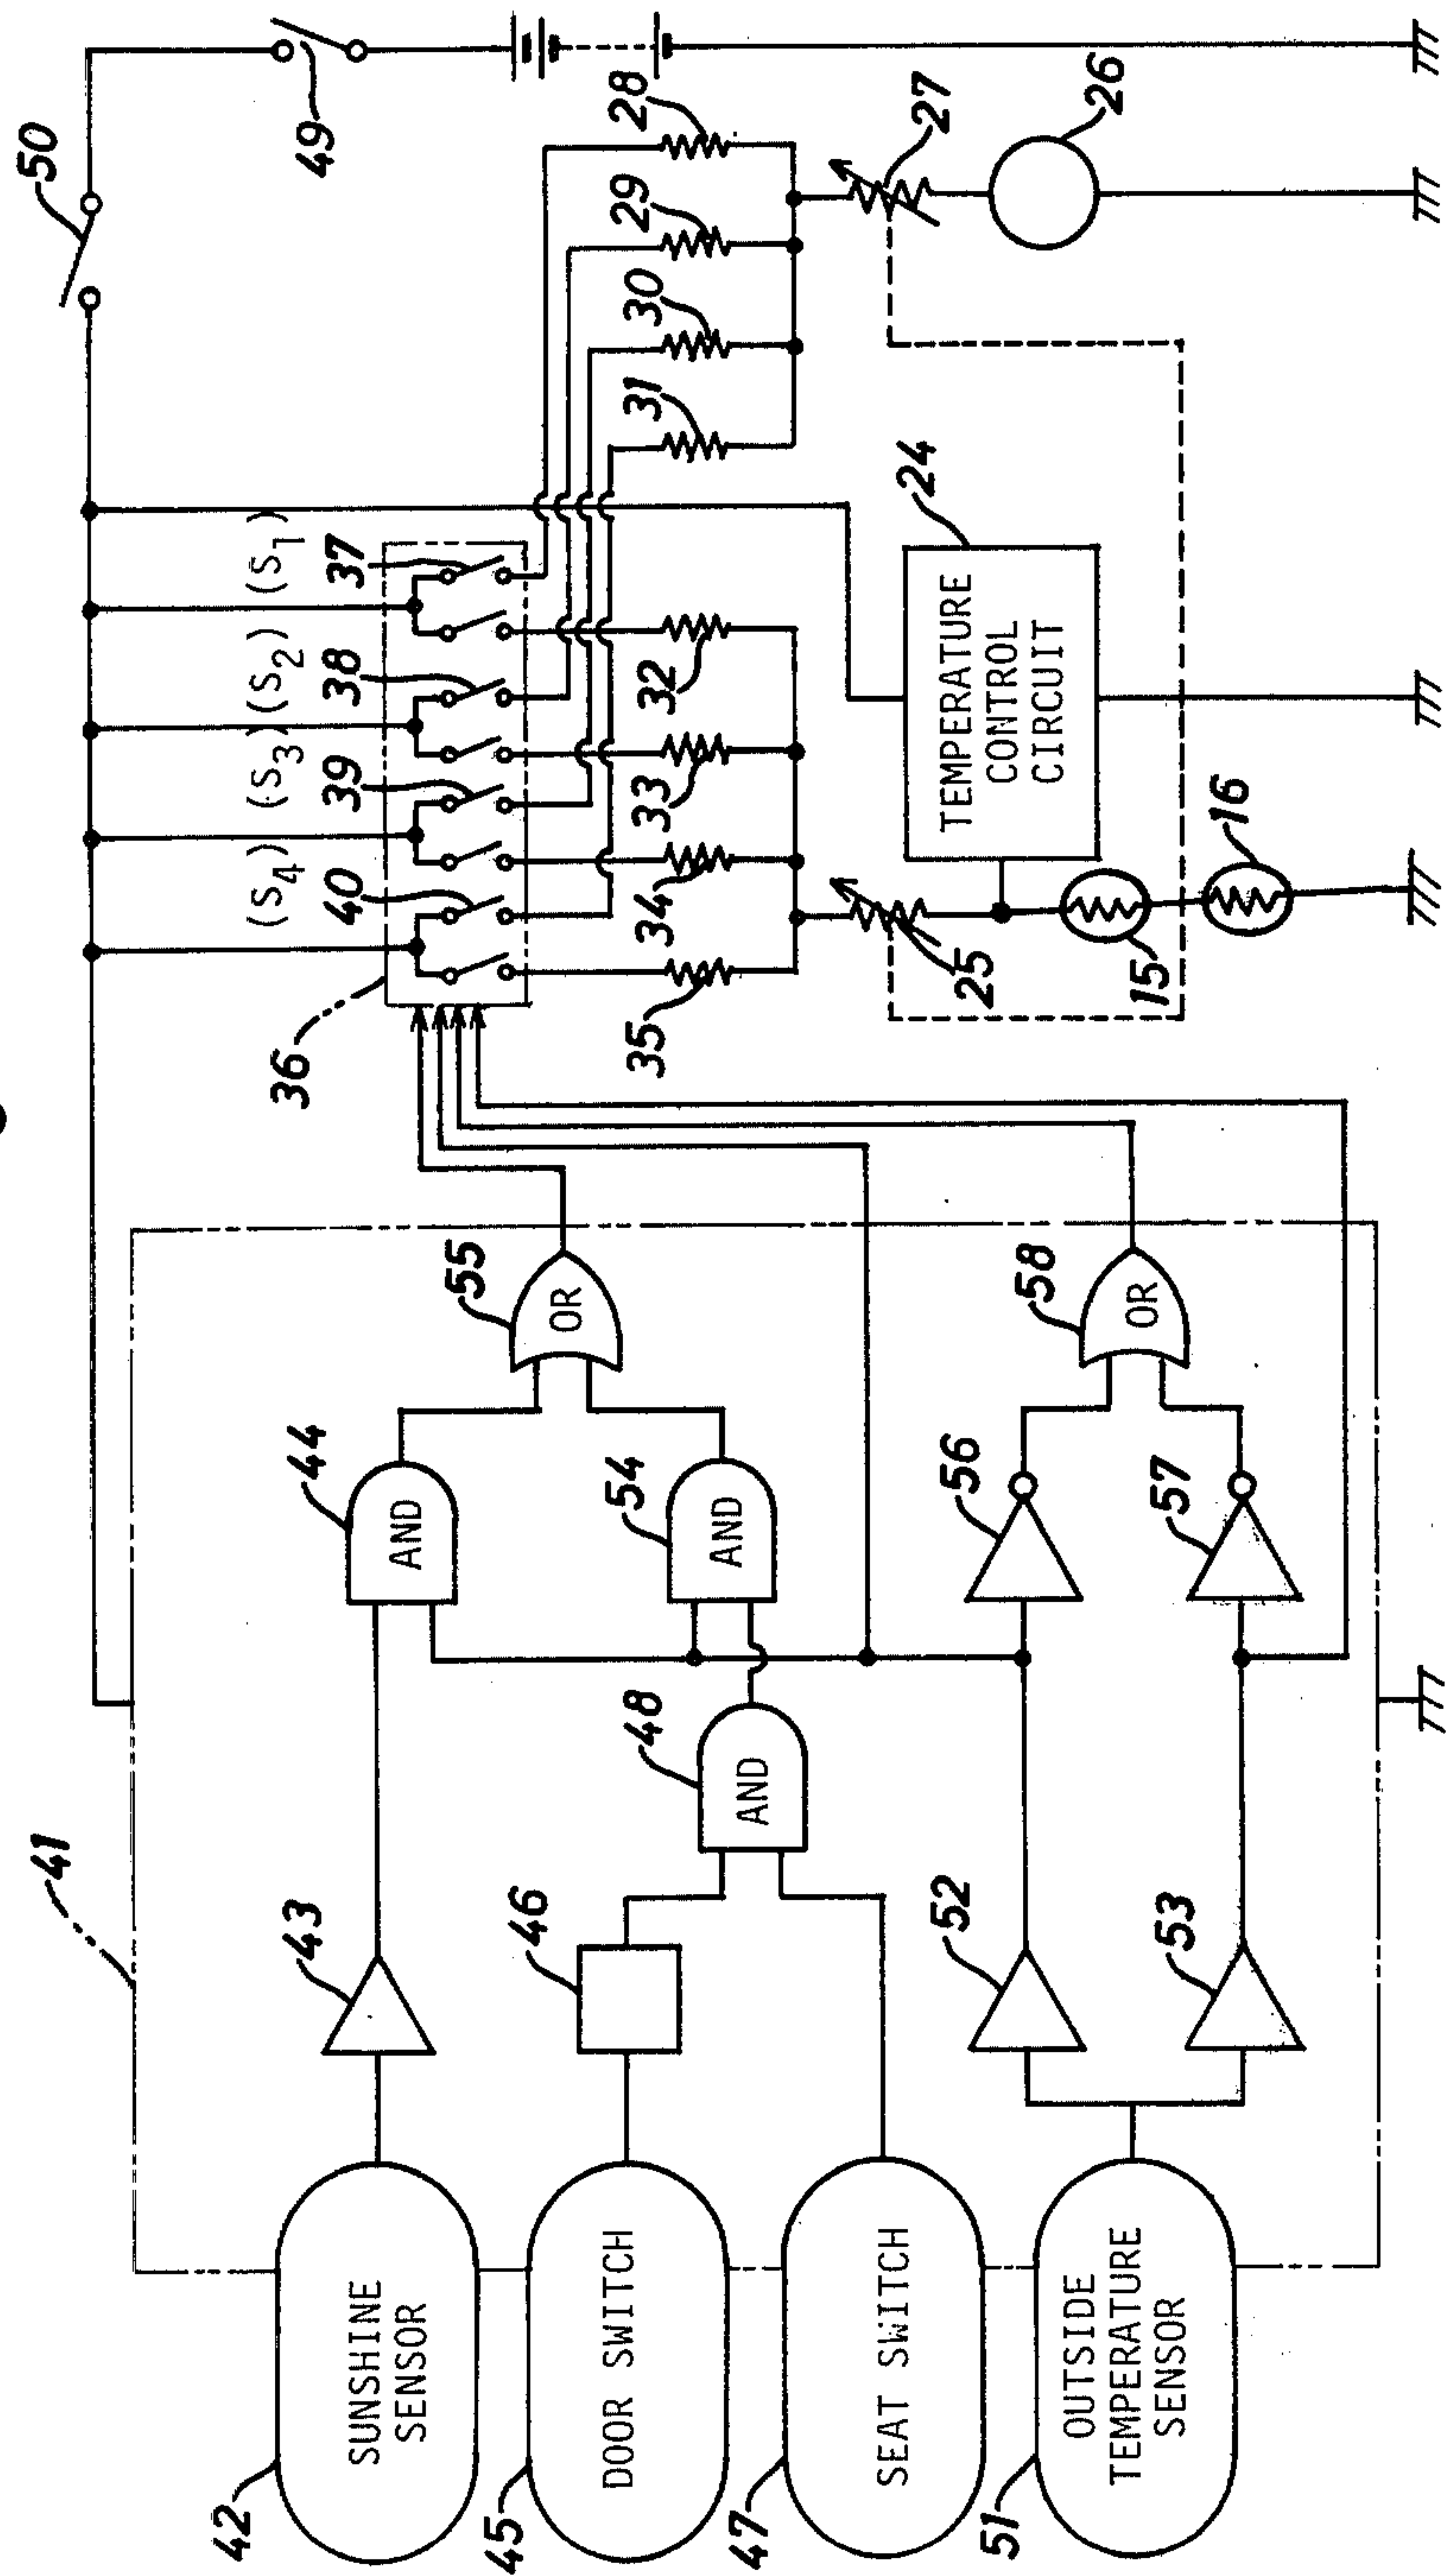 50
49
28
29
30
31
27
26
(S1)
(S2)
(S3)
(S4)
37
38
39
40
36
32
33
34
35
24
TEMPERATURE
CONTROL
CIRCUIT
25
15
16
41
55
OR
58
OR
44
AND
54
AND
56
57
48
AND
43
46
52
53
42
SUNSHINE
SENSOR
45
DOOR SWITCH
47
SEAT SWITCH
51
OUTSIDE
TEMPERATURE
SENSOR